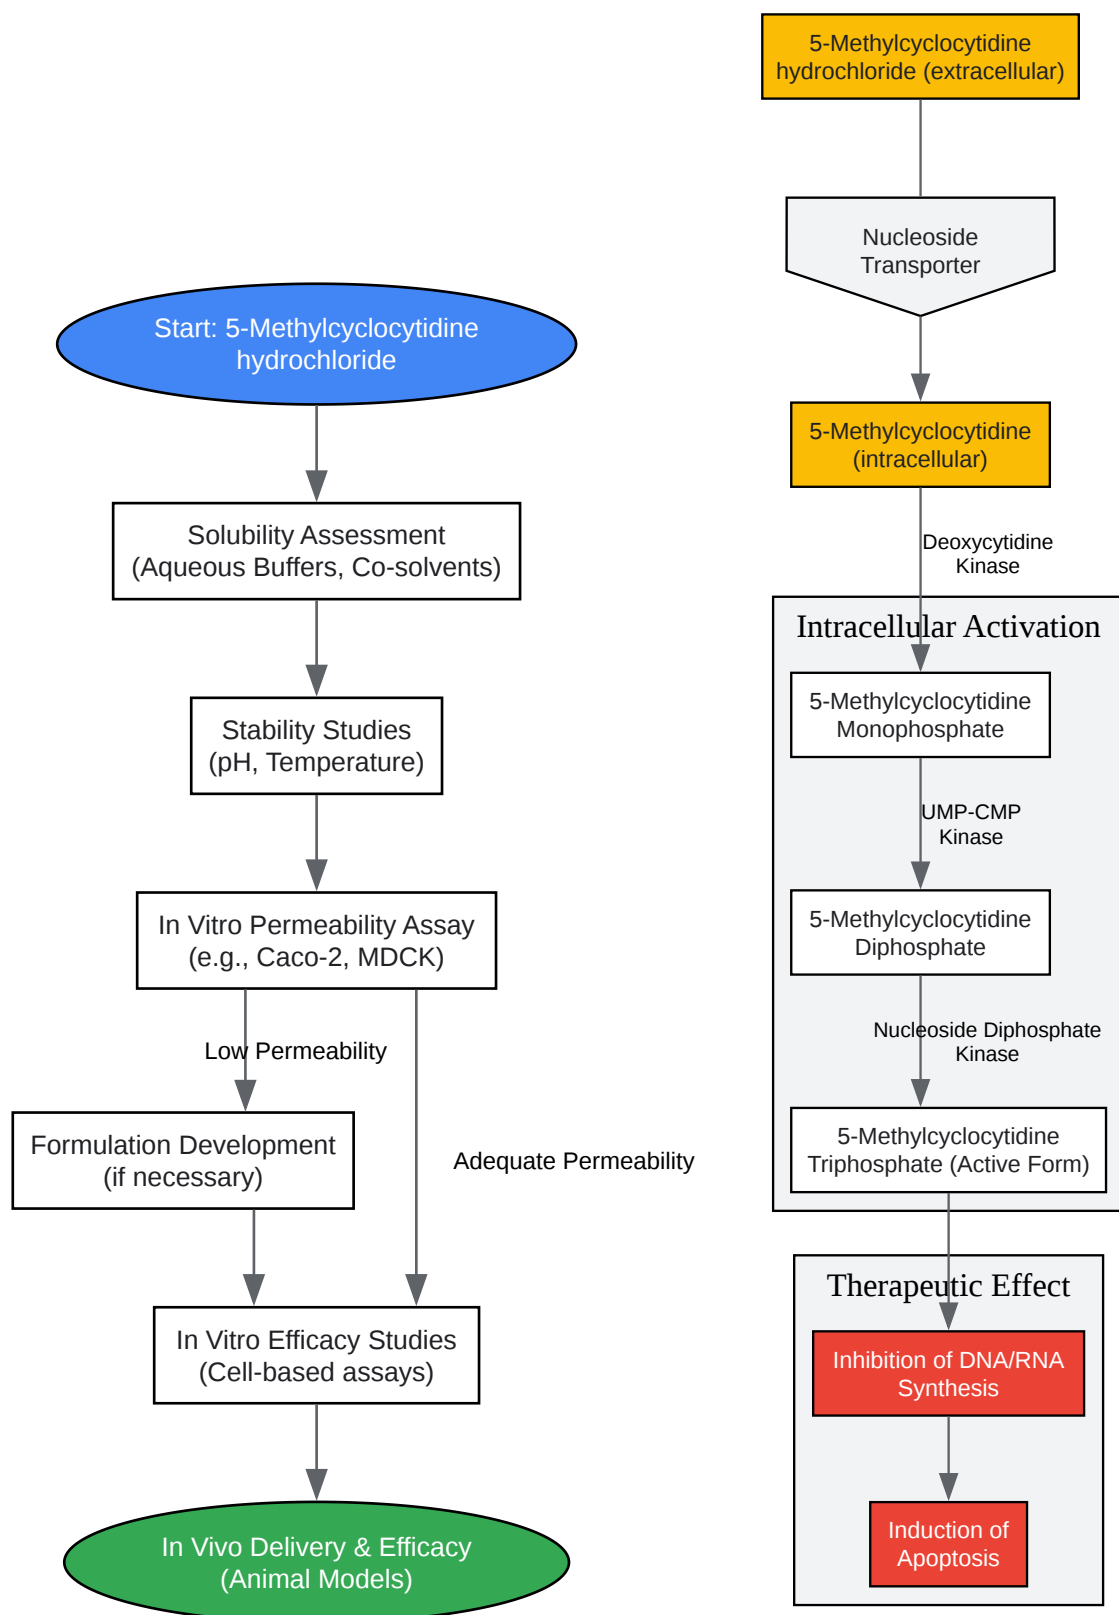 Start: 5-Methylcyclocytidine
hydrochloride
Solubility Assessment
(Aqueous Buffers, Co-solvents)
Stability Studies
(pH, Temperature)
In Vitro Permeability Assay
(e.g., Caco-2, MDCK)
Low Permeability
Formulation Development
(if necessary)
Adequate Permeability
In Vitro Efficacy Studies
(Cell-based assays)
In Vivo Delivery & Efficacy
(Animal Models)
5-Methylcyclocytidine
hydrochloride (extracellular)
Nucleoside
Transporter
5-Methylcyclocytidine
(intracellular)
Deoxycytidine
Kinase
Intracellular Activation
5-Methylcyclocytidine
Monophosphate
UMP-CMP
Kinase
5-Methylcyclocytidine
Diphosphate
Nucleoside Diphosphate
Kinase
5-Methylcyclocytidine
Triphosphate (Active Form)
Therapeutic Effect
Inhibition of DNA/RNA
Synthesis
Induction of
Apoptosis